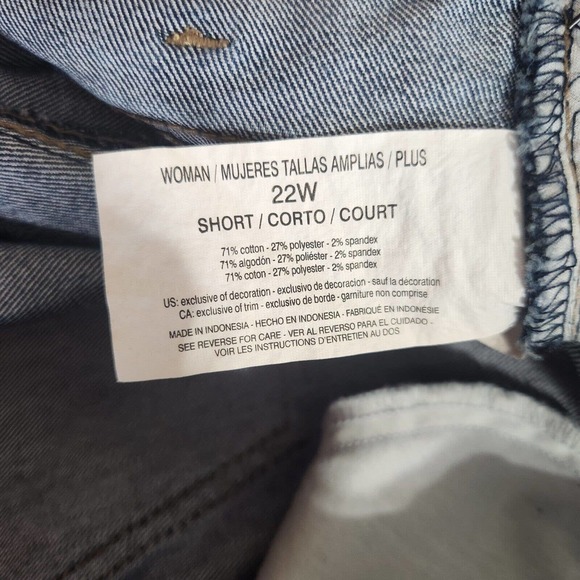 WOMAN / MUJERES TALLAS AMPLIAS / PLUS
22W
SHORT / CORTO / COURT
71% cotton - 27% polyester - 2% spandex
71% algodón - 27% poliéster - 2% spandex
71% coton - 27% polyester - 2% spandex
US: exclusive of decoration - exclusivo de decoracion - sauf la décoration
CA: exclusive of trim - exclusivo de borde - garniture non comprise
MADE IN INDONESIA - HECHO EN INDONESIA - FABRIQUÉ EN INDONÉSIE
SEE REVERSE FOR CARE - VER AL REVERSO PARA EL CUIDADO -
VOIR LES INSTRUCTIONS D'ENTRETIEN AU DOS